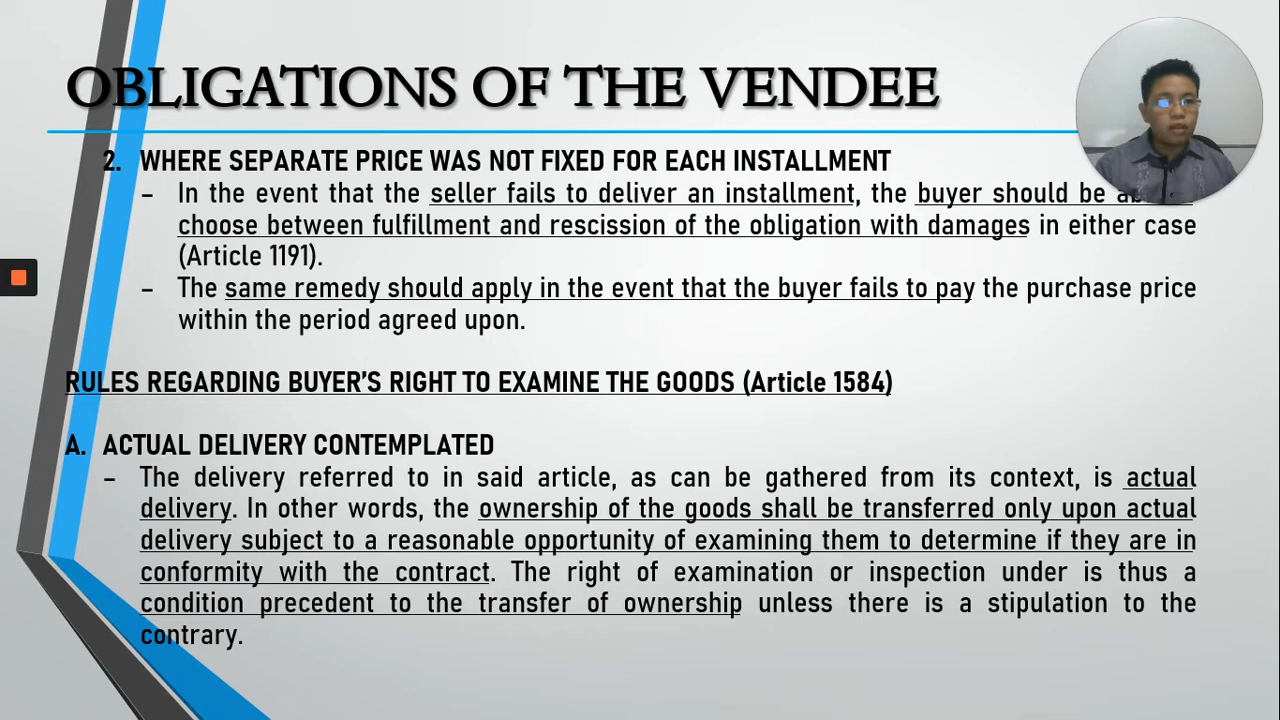 OBLIGATIONS OF THE VENDEE
2. WHERE SEPARATE PRICE WAS NOT FIXED FOR EACH INSTALLMENT
– In the event that the seller fails to deliver an installment, the buyer should be
choose between fulfillment and rescission of the obligation with damages in either case
(Article 1191).
– The same remedy should apply in the event that the buyer fails to pay the purchase price
within the period agreed upon.
RULES REGARDING BUYER'S RIGHT TO EXAMINE THE GOODS (Article 1584)
A. ACTUAL DELIVERY CONTEMPLATED
– The delivery referred to in said article, as can be gathered from its context, is actual
delivery. In other words, the ownership of the goods shall be transferred only upon actual
delivery subject to a reasonable opportunity of examining them to determine if they are in
conformity with the contract. The right of examination or inspection under is thus a
condition precedent to the transfer of ownership unless there is a stipulation to the
contrary.